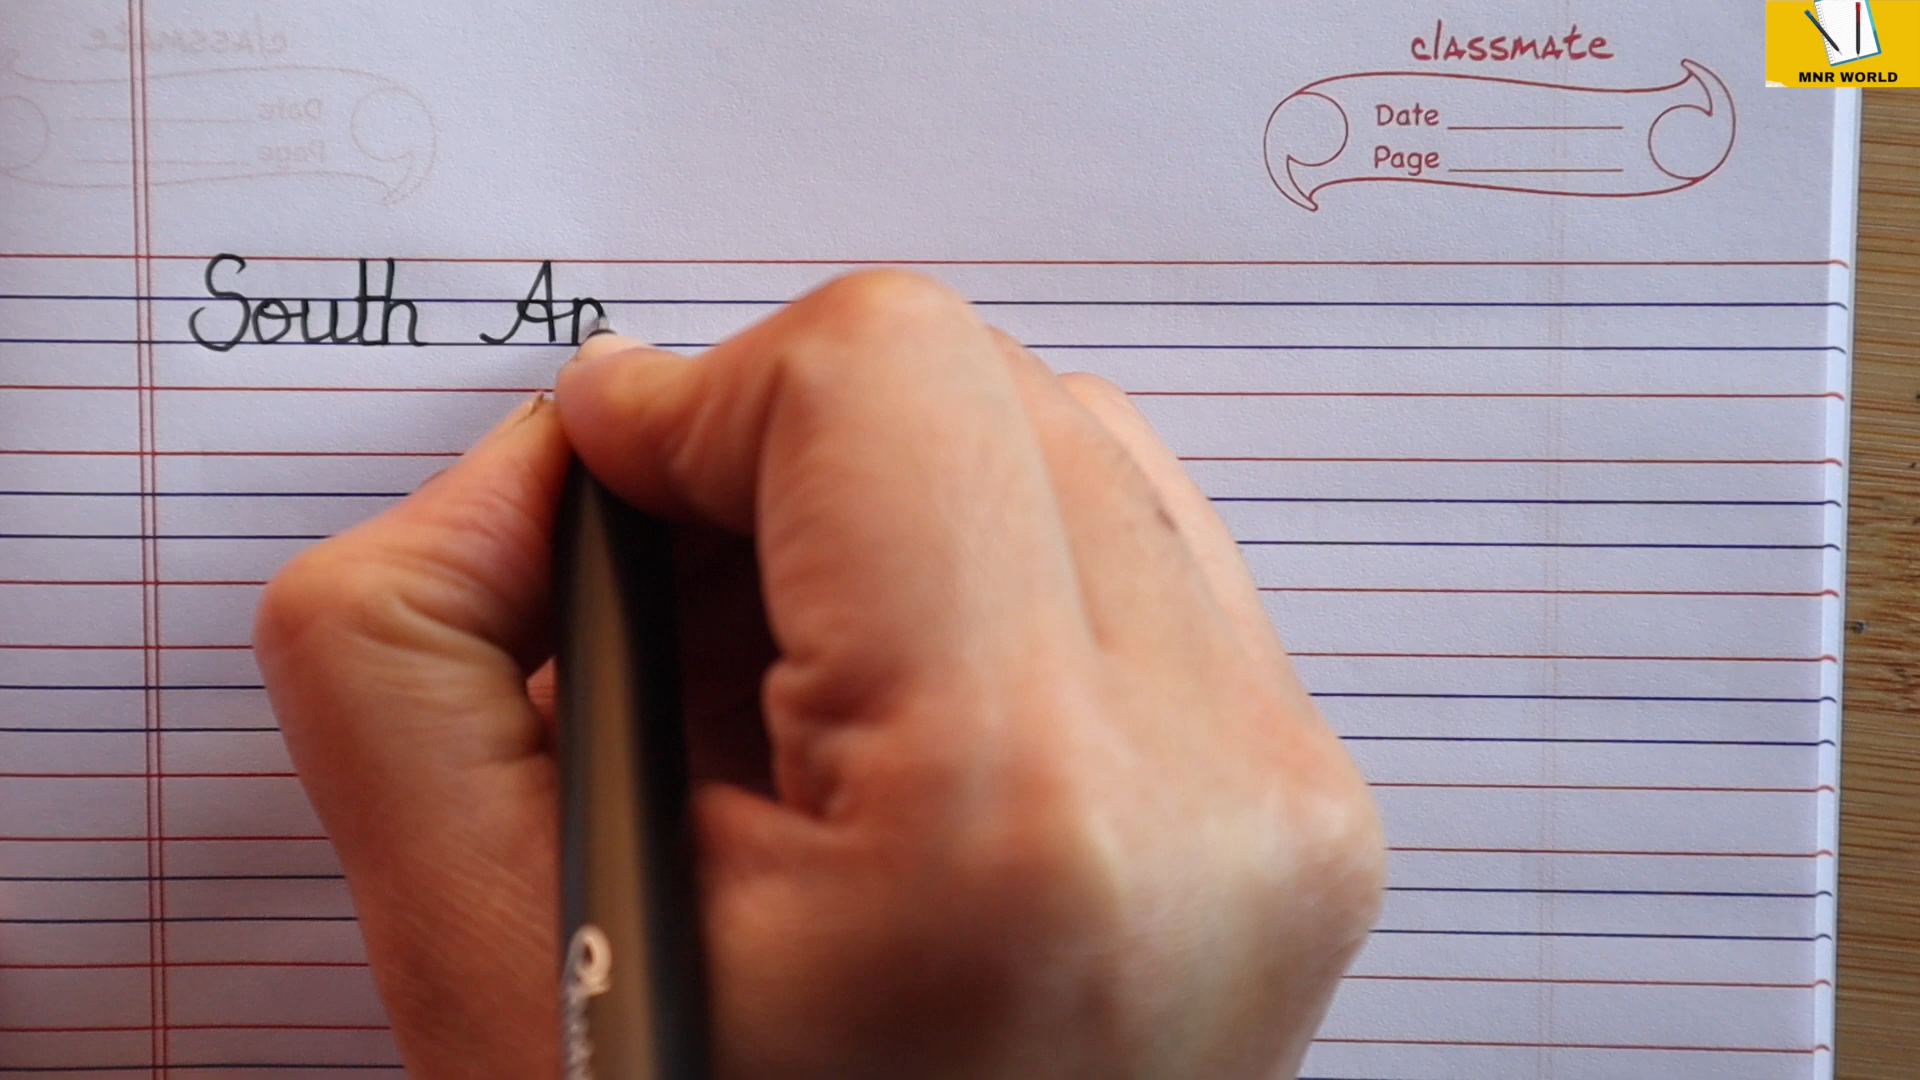 classmate
MNR WORLD
Date
Page
South An